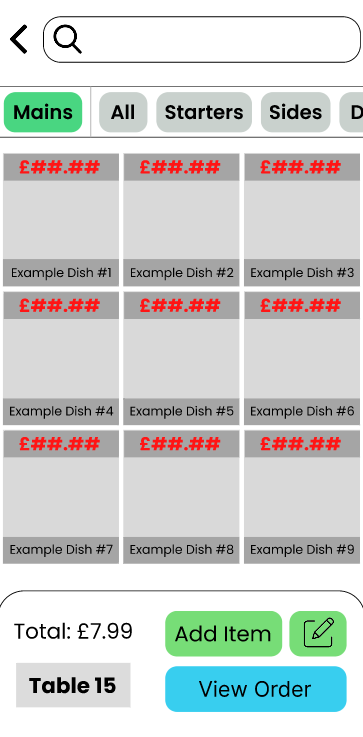 Mains All Starters Sides D
£##.## £##.## £##.##
Example Dish #1 Example Dish #2 Example Dish #3
£##.## £##.## £##.##
Example Dish #4 Example Dish #5 Example Dish #6
£##.## £##.## £##.##
Example Dish #7 Example Dish #8 Example Dish #9
Total: £7.99 Add Item
Table 15 View Order